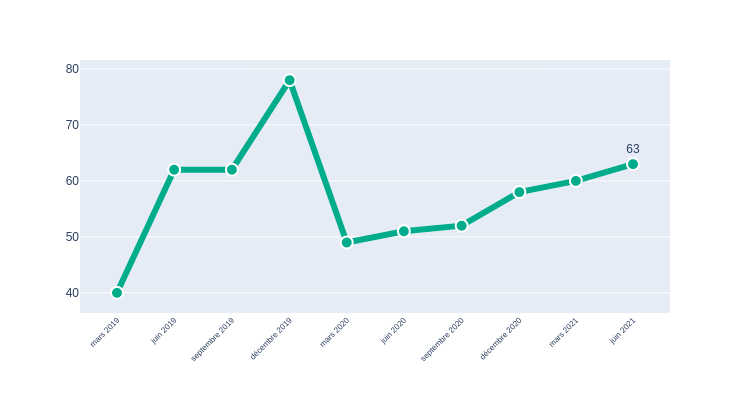 80
70
60
50
40
63
mars 2019
juin 2019
septembre 2019
décembre 2019
mars 2020
juin 2020
septembre 2020
décembre 2020
mars 2021
juin 2021